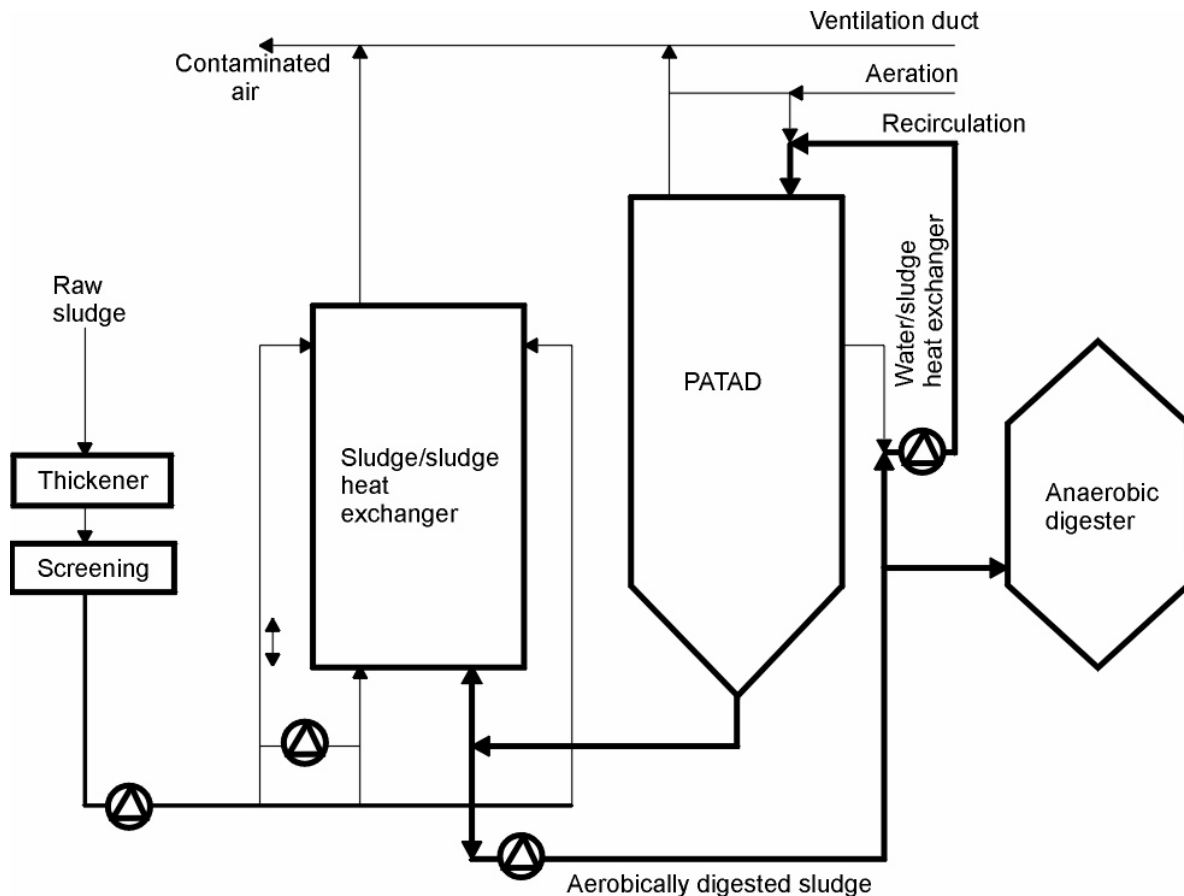 Ventilation duct
Contaminated
air
Aeration
Recirculation
Water/sludge
heat exchanger
Raw
sludge
PATAD
Thickener
Sludge/sludge
heat
exchanger
Anaerobic
digester
Screening
Aerobically digested sludge